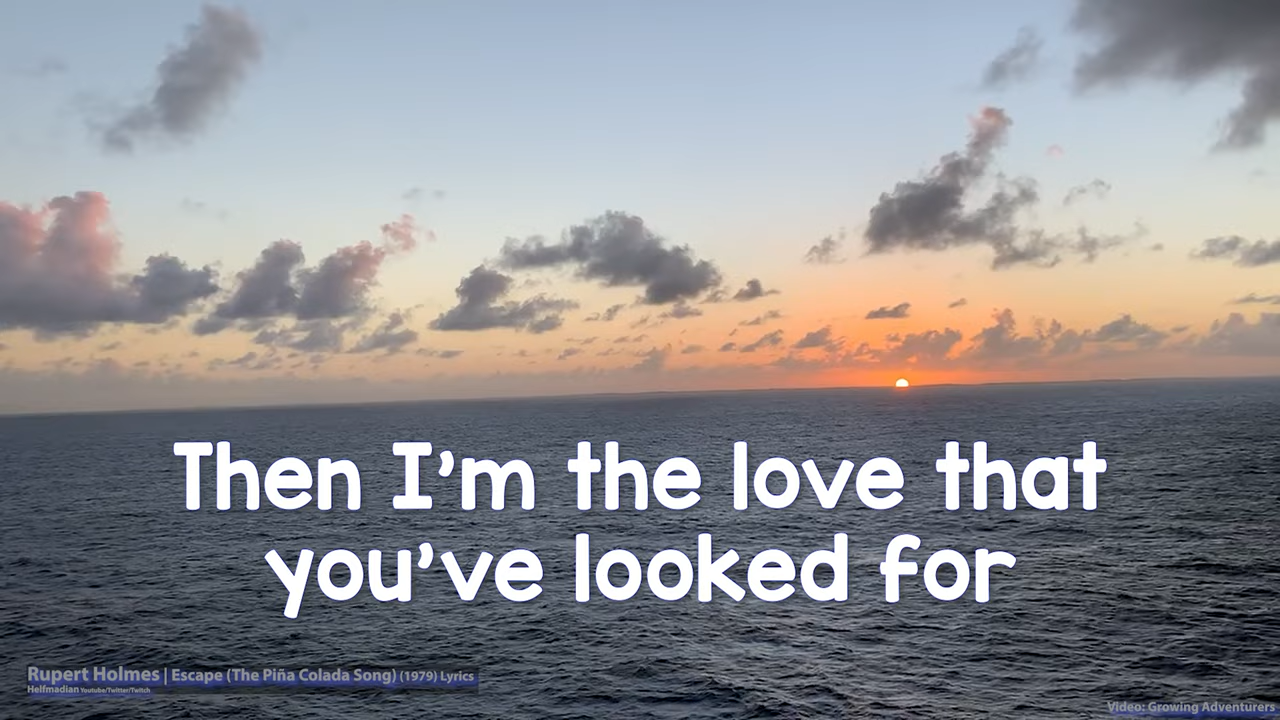 Then I'm the love that
you've looked for
Rupert Holmes | Escape (The Piña Colada Song) (1979) Lyrics
Helfmadian Youtube/Twitter/Twitch
Video: Growing Adventurers